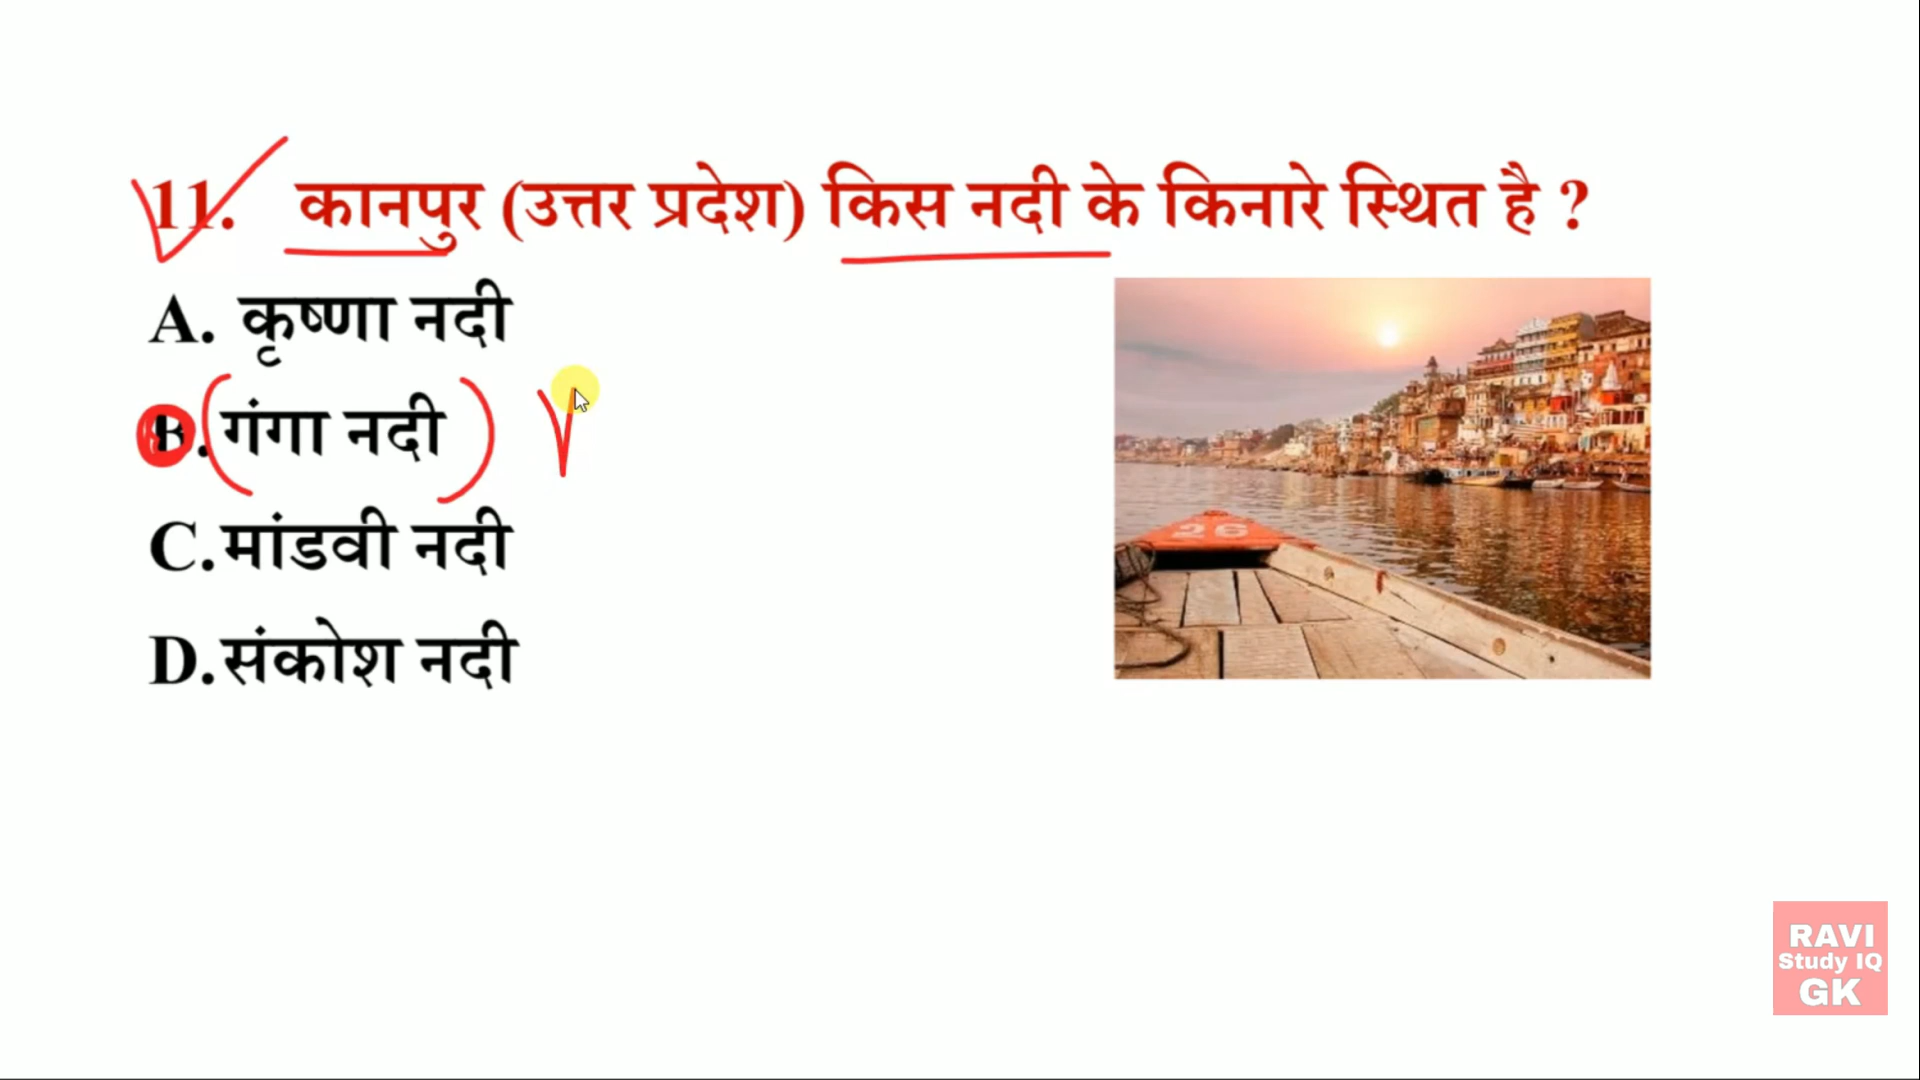 11. कानपुर (उत्तर प्रदेश) किस नदी के किनारे स्थित है ?
A. कृष्णा नदी
B. गंगा नदी
C. मांडवी नदी
D. संकोश नदी
26
RAVI
Study IQ
GK